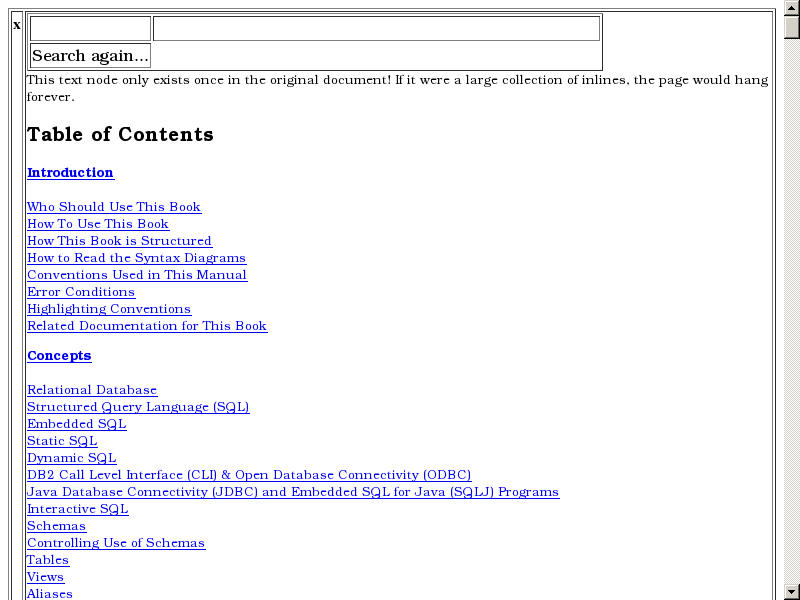 x
Search again...
This text node only exists once in the original document! If it were a large collection of inlines, the page would hang
forever.
Table of Contents
Introduction
Who Should Use This Book
How To Use This Book
How This Book is Structured
How to Read the Syntax Diagrams
Conventions Used in This Manual
Error Conditions
Highlighting Conventions
Related Documentation for This Book
Concepts
Relational Database
Structured Query Language (SQL)
Embedded SQL
Static SQL
Dynamic SQL
DB2 Call Level Interface (CLI) & Open Database Connectivity (ODBC)
Java Database Connectivity (JDBC) and Embedded SQL for Java (SQLJ) Programs
Interactive SQL
Schemas
Controlling Use of Schemas
Tables
Views
Aliases